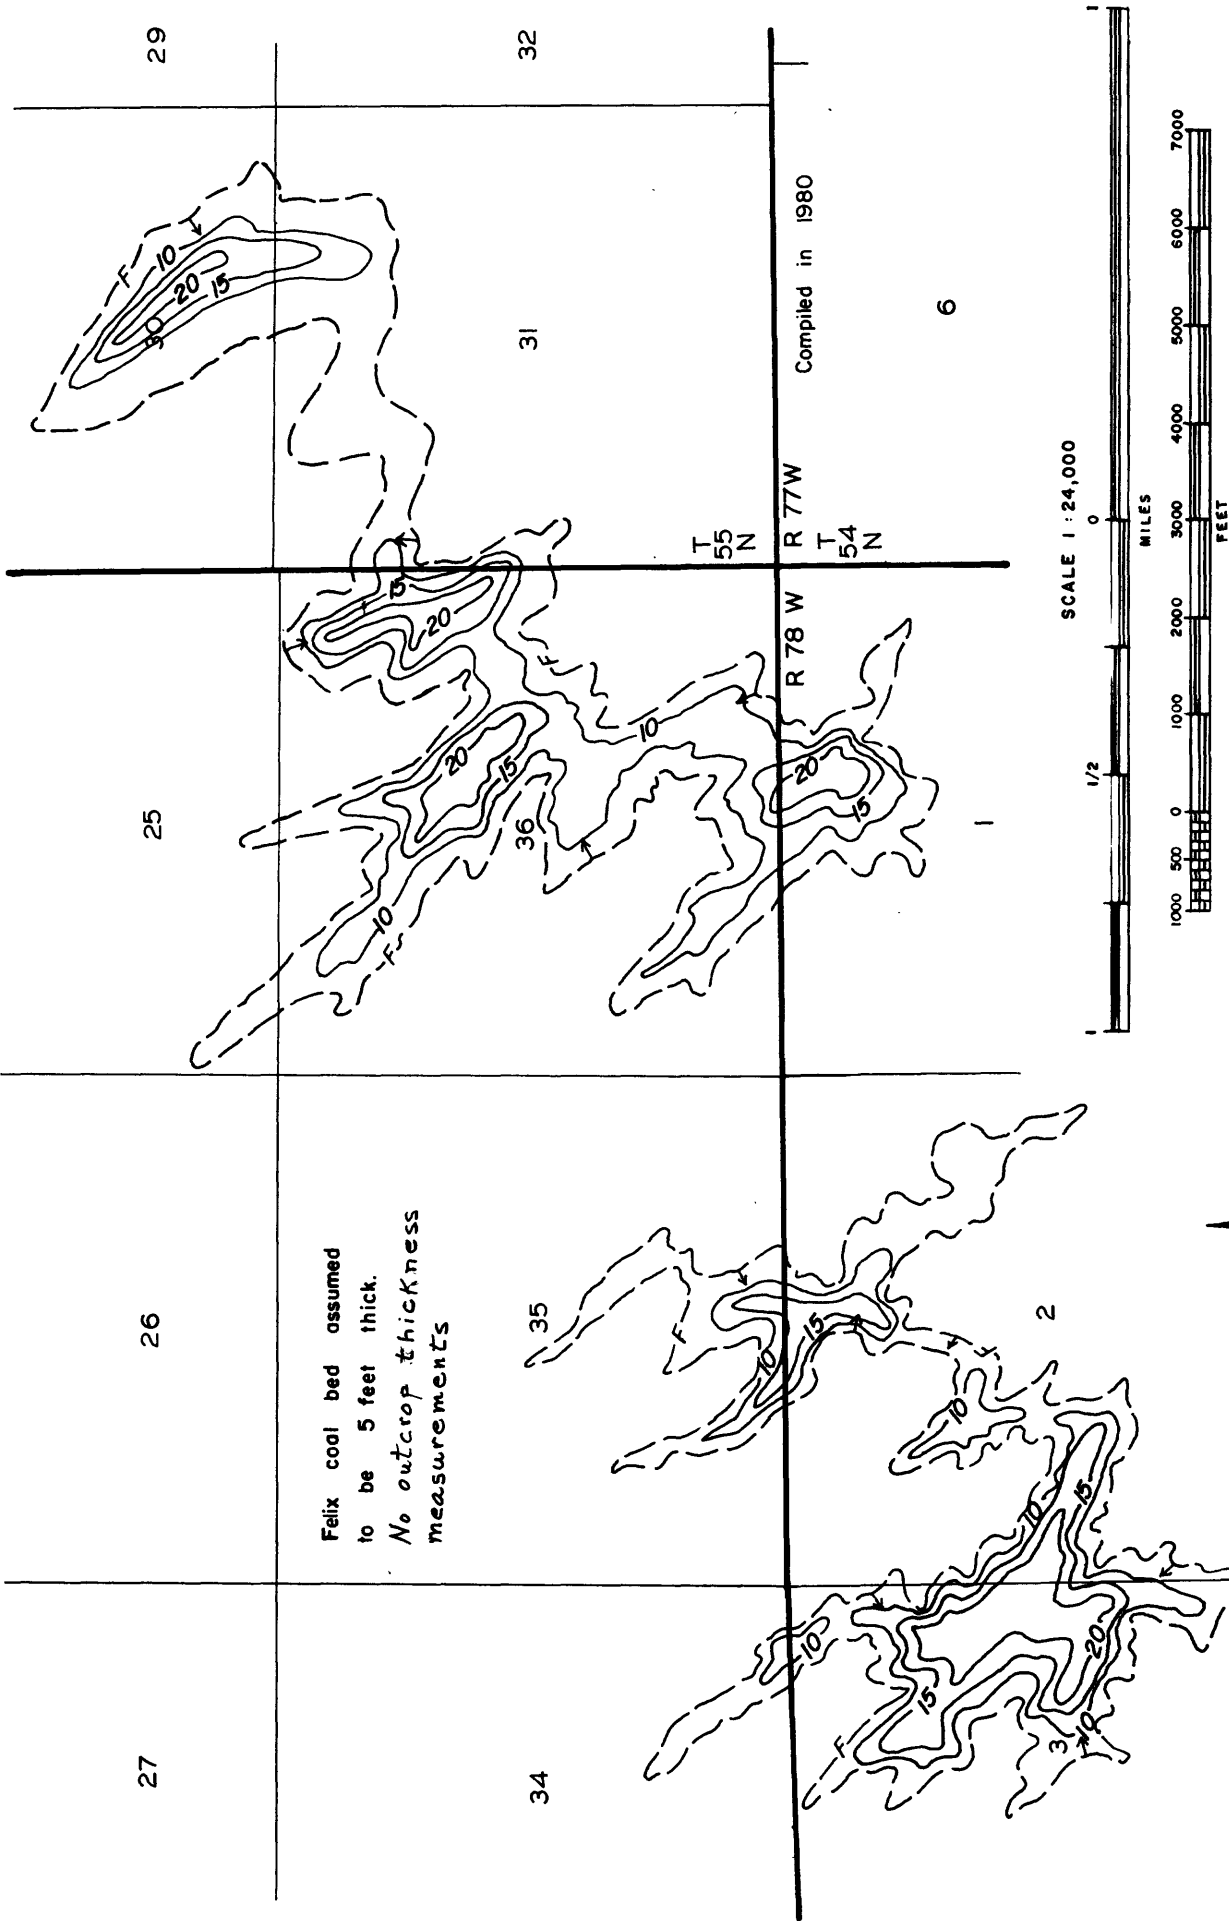 29
32
30
31
6
25
36
1
26
35
2
27
34
3
F
10
20
15
15
20
F
10
20
15
10
F
20
15
F
10
15
10
10
15
10
20
15
F
10
Felix coal bed assumed
to be 5 feet thick.
No outcrop thickness
measurements
T
55
N
R 77W
R 78 W
T
54
N
Compiled in 1980
SCALE 1 : 24,000
1 1/2 0 1
MILES
1000 500 0 1000 2000 3000 4000 5000 6000 7000
FEET